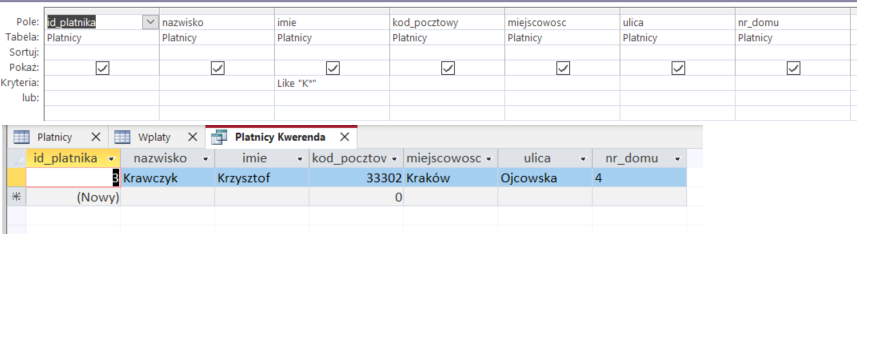 Pole: id_platnika nazwisko imie kod_pocztowy miejscowosc ulica nr_domu
Tabela: Platnicy Platnicy Platnicy Platnicy Platnicy Platnicy Platnicy
Sortuj:
Pokaż:
Kryteria: Like "K*"
lub:
Platnicy Wplaty Platnicy Kwerenda
id_platnika nazwisko imie kod_pocztov miejscowosc ulica nr_domu
3 Krawczyk Krzysztof 33302 Kraków Ojcowska 4
(Nowy) 0